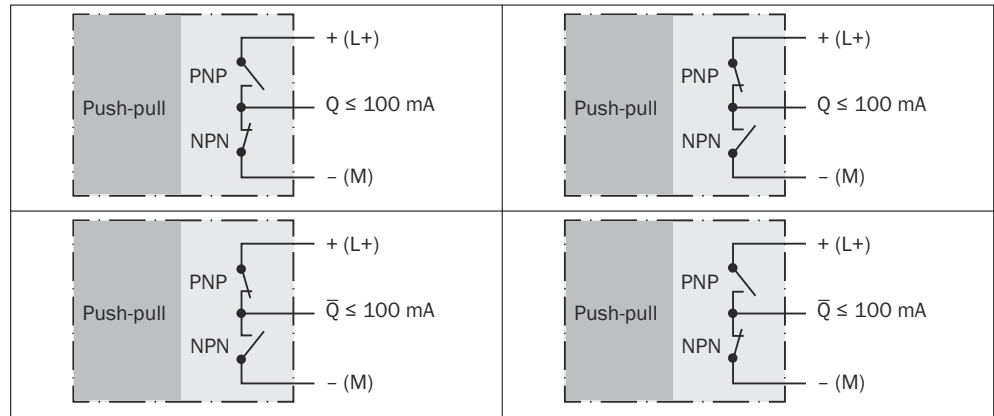 + (L+)
PNP
Push-pull
Q ≤ 100 mA
NPN
– (M)
+ (L+)
PNP
Push-pull
Q ≤ 100 mA
NPN
– (M)
+ (L+)
PNP
Push-pull
Q̅ ≤ 100 mA
NPN
– (M)
+ (L+)
PNP
Push-pull
Q̅ ≤ 100 mA
NPN
– (M)